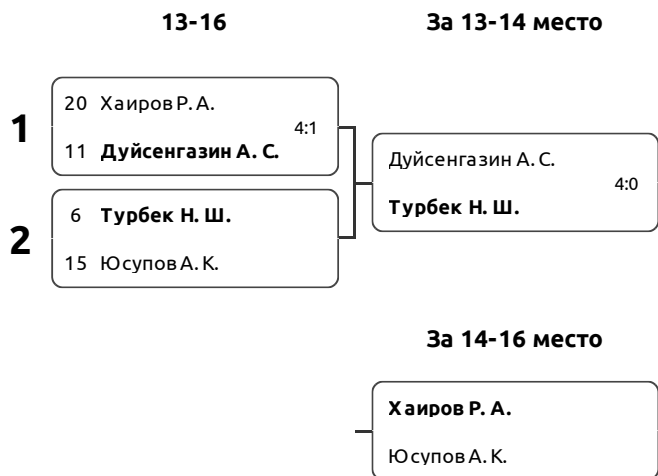 13-16
За 13-14 место
1
20 Хаиров Р. А.
4:1
11 Дуйсенгазин А. С.
2
6 Турбек Н. Ш.
15 Юсупов А. К.
Дуйсенгазин А. С.
4:0
Турбек Н. Ш.
За 14-16 место
Хаиров Р. А.
Юсупов А. К.